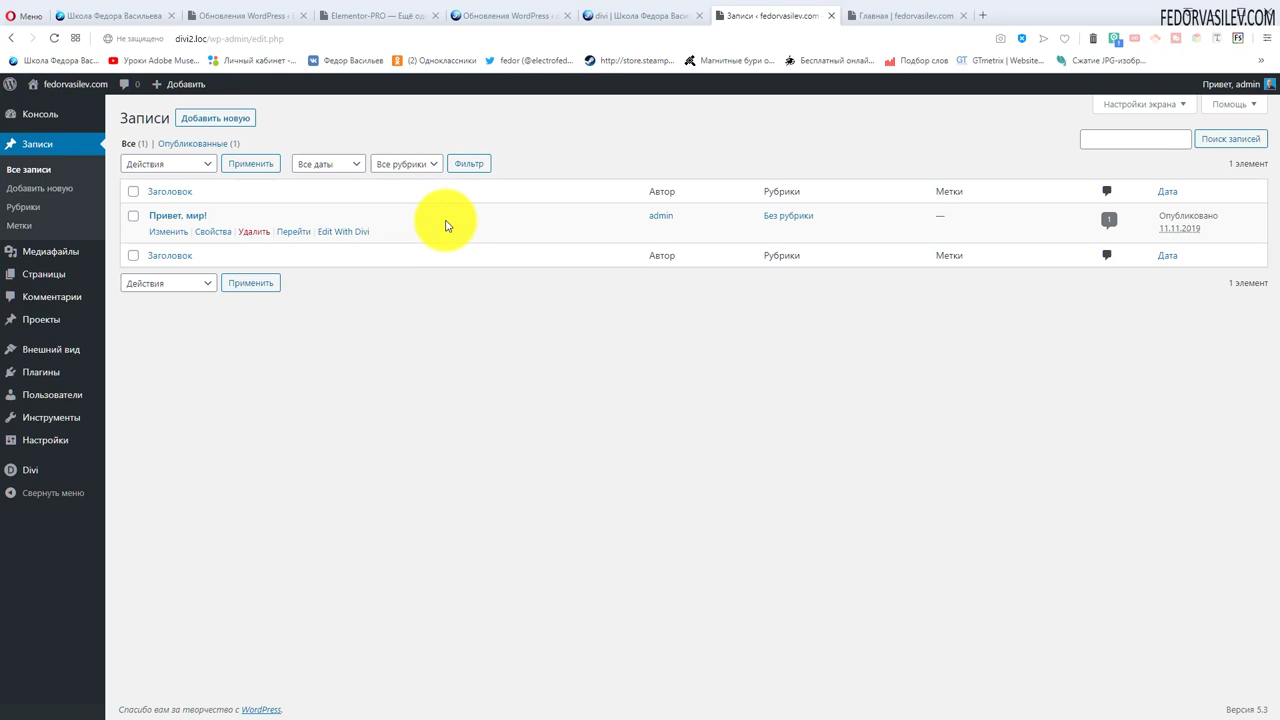 Меню
Школа Федора Васильева
Обновления WordPress ‹
Elementor-PRO — Ещё од
Обновления WordPress ‹
divi | Школа Федора Ва
Записи ‹ fedorvasilev.com
Главная | fedorvasilev.com
FEDORVASILEV.COM
Не защищено
divi2.loc/wp-admin/edit.php
Школа Федора Васи...
Уроки Adobe Muse...
Личный кабинет -...
Федор Васильев
(2) Одноклассники
fedor (@electrofed...
http://store.steamp...
Магнитные бури о...
Бесплатный онлай...
Подбор слов
GTmetrix | Website...
Сжатие JPG-изобр...
fedorvasilev.com
0
Добавить
Привет, admin
Консоль
Записи
Все записи
Добавить новую
Рубрики
Метки
Медиафайлы
Страницы
Комментарии
Проекты
Внешний вид
Плагины
Пользователи
Инструменты
Настройки
Divi
Свернуть меню
Настройки экрана
Помощь
Записи
Добавить новую
Все (1) | Опубликованные (1)
Поиск записей
Действия
Применить
Все даты
Все рубрики
Фильтр
1 элемент
Заголовок
Автор
Рубрики
Метки
Дата
Привет, мир!
admin
Без рубрики
—
1
Опубликовано
11.11.2019
Изменить | Свойства | Удалить | Перейти | Edit With Divi
Заголовок
Автор
Рубрики
Метки
Дата
Действия
Применить
1 элемент
Спасибо вам за творчество с WordPress.
Версия 5.3